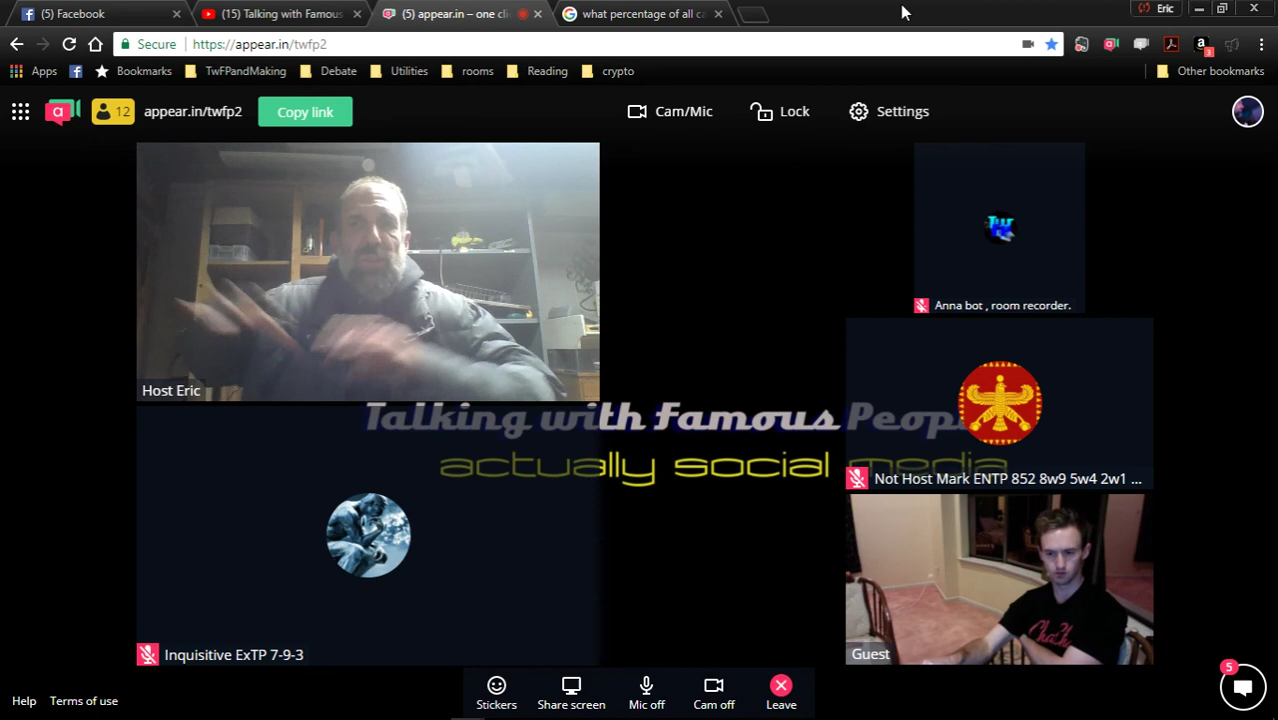 (5) Facebook
(15) Talking with Famous
(5) appear.in – one cli
what percentage of all ca
Eric
Secure
https://appear.in/twfp2
3
Apps
Bookmarks
TwFPandMaking
Debate
Utilities
rooms
Reading
crypto
Other bookmarks
a
12
appear.in/twfp2
Copy link
Cam/Mic
Lock
Settings
Host Eric
Anna bot , room recorder.
Talking with Famous Peop
actually social media
Not Host Mark ENTP 852 8w9 5w4 2w1 ...
Inquisitive ExTP 7-9-3
Guest
Stickers
Share screen
Mic off
Cam off
Leave
Help
Terms of use
5